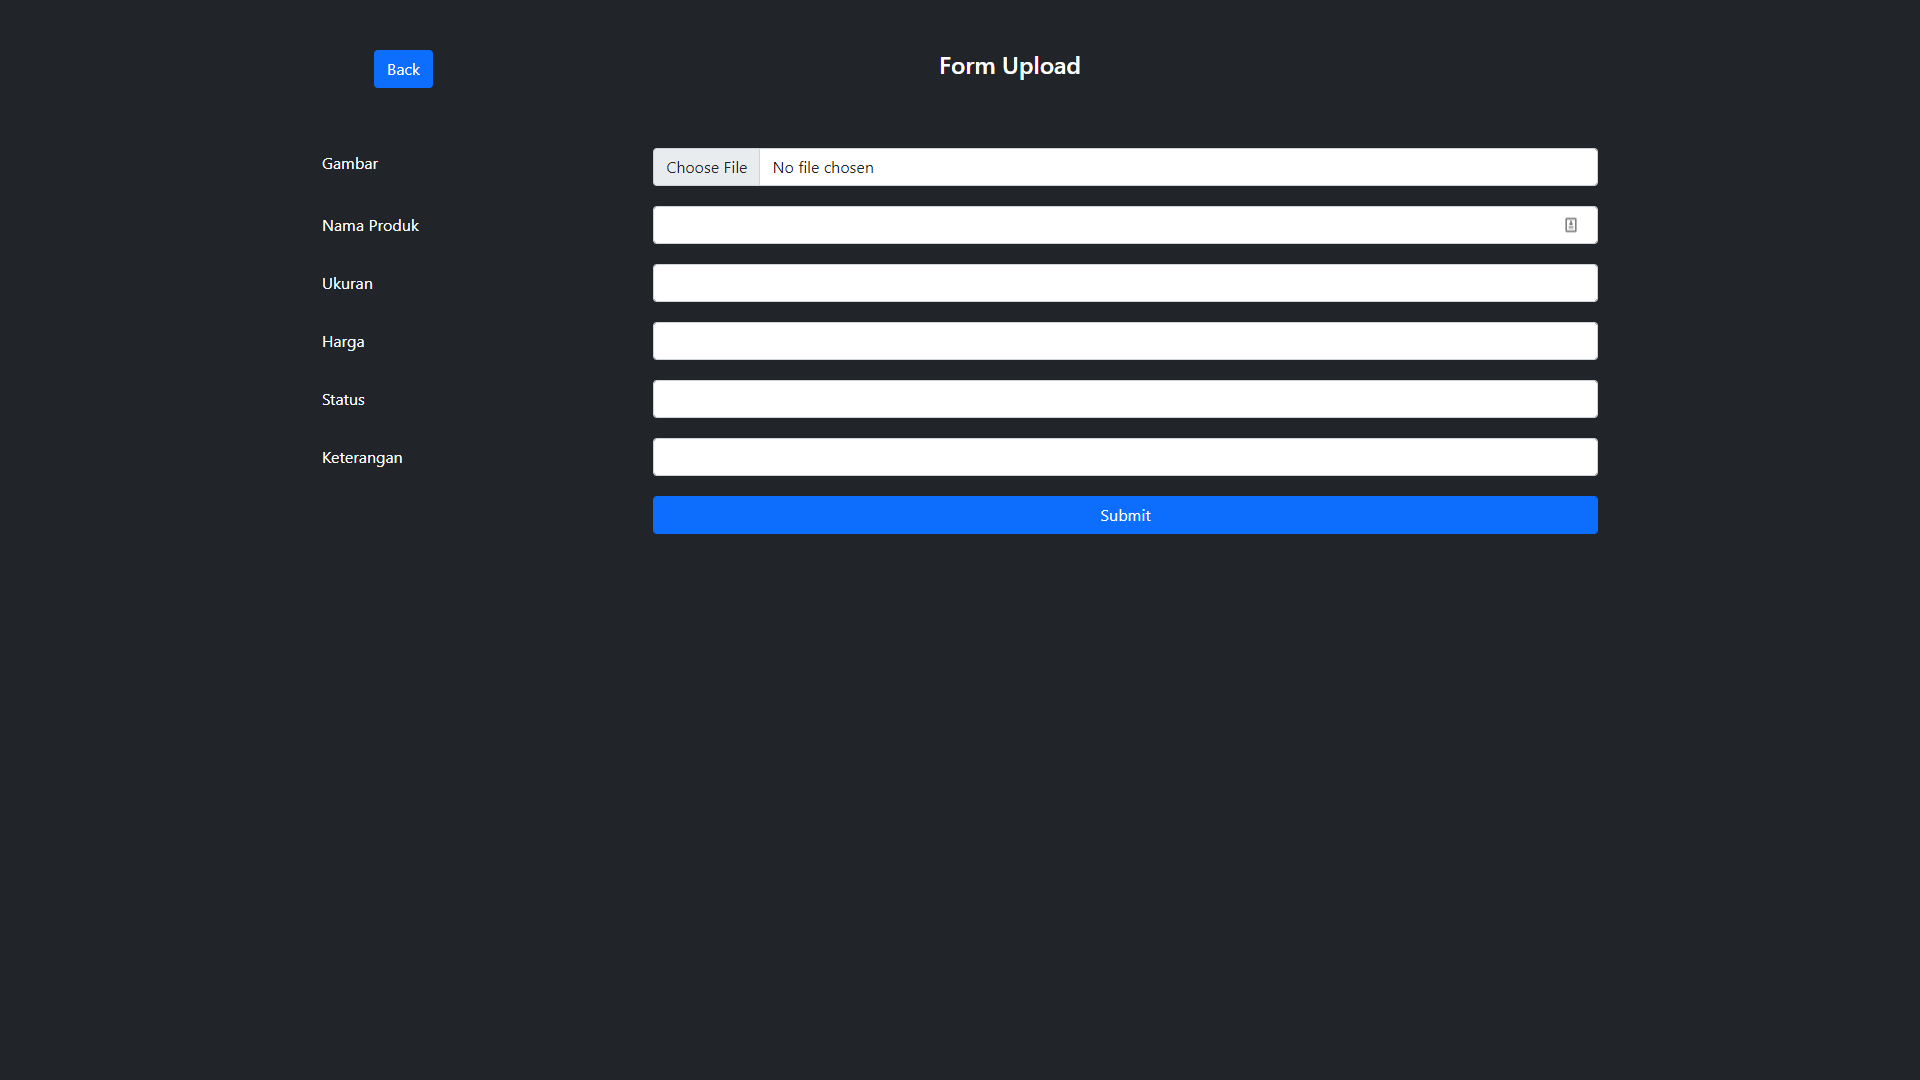 Back
Form Upload
Gambar
Choose File No file chosen
Nama Produk
Ukuran
Harga
Status
Keterangan
Submit